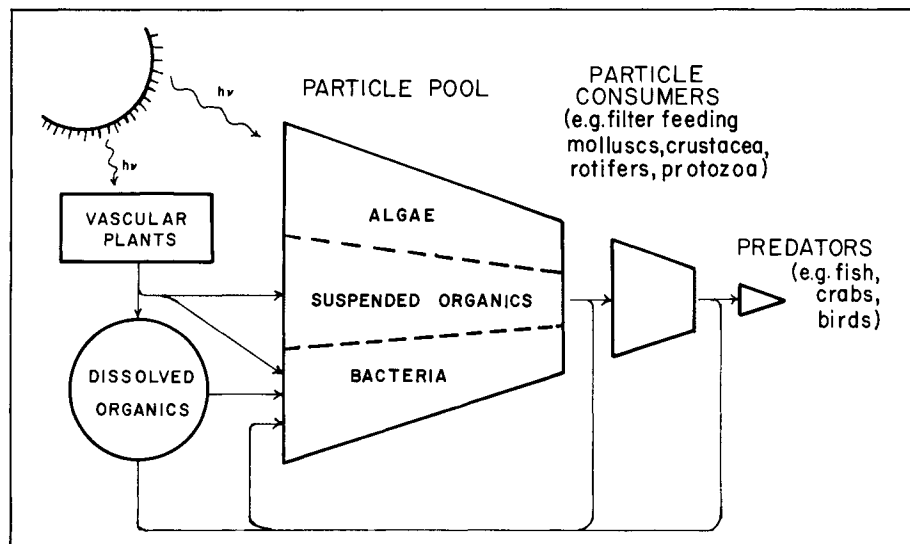 hν
hν
PARTICLE POOL
PARTICLE
CONSUMERS
(e.g.filter feeding
molluscs,crustacea,
rotifers, protozoa)
VASCULAR
PLANTS
ALGAE
SUSPENDED ORGANICS
BACTERIA
PREDATORS
(e.g. fish,
crabs,
birds)
DISSOLVED
ORGANICS